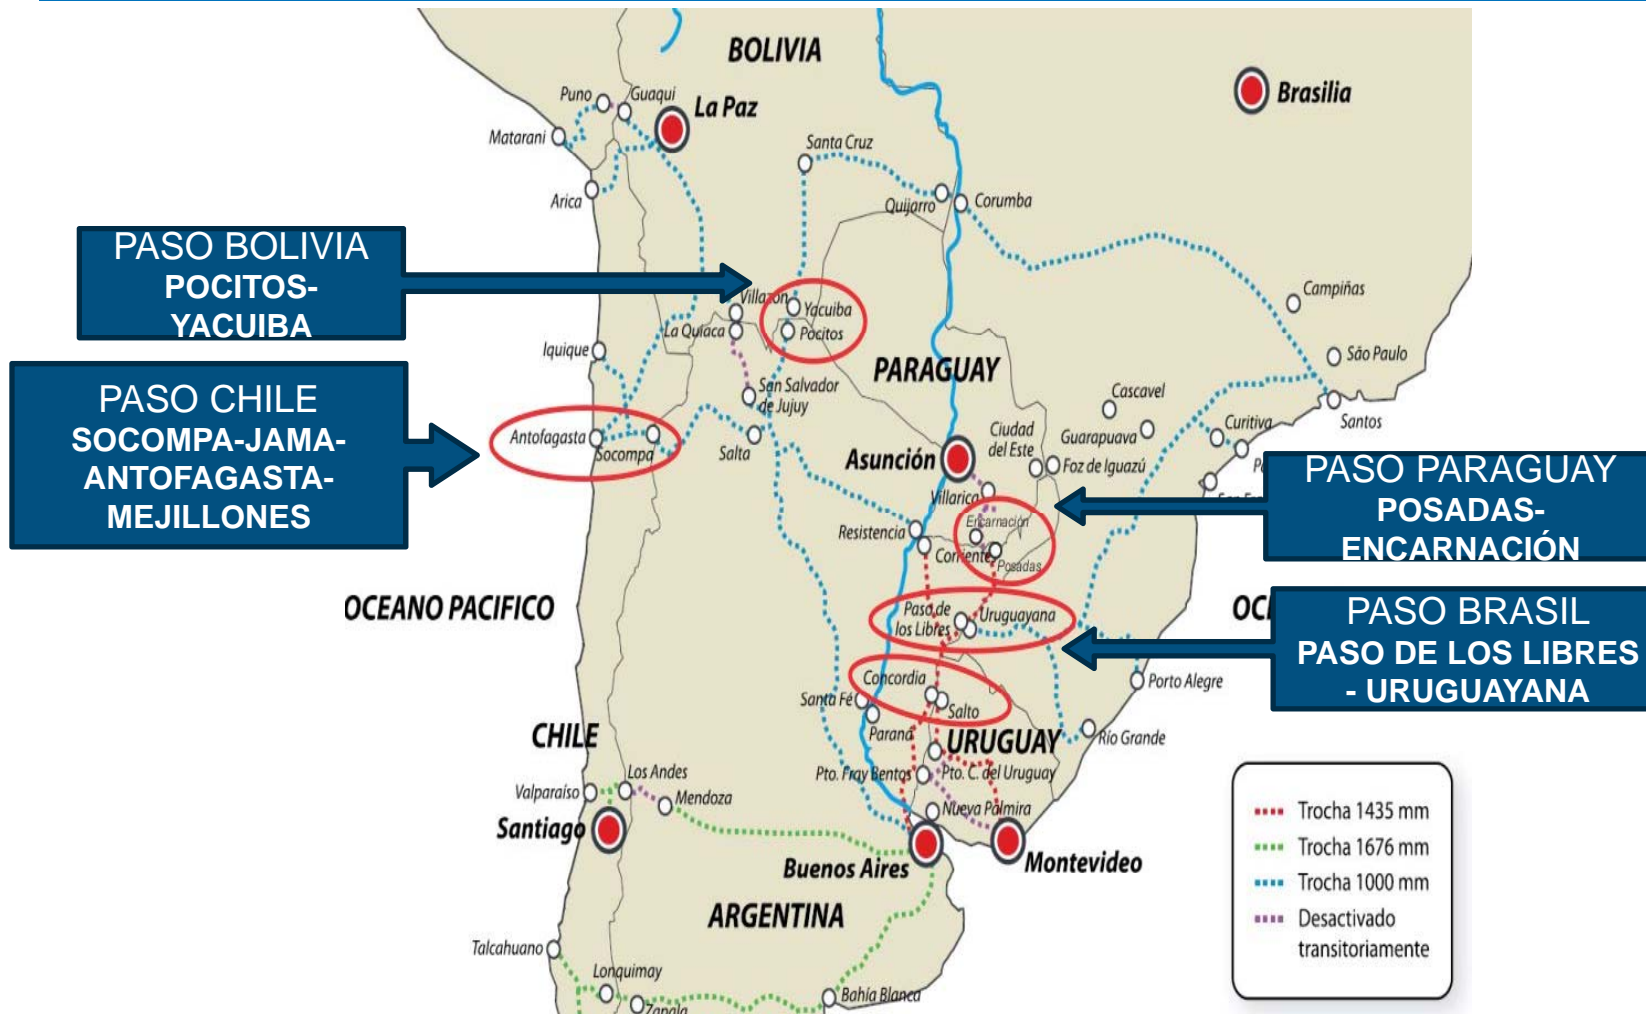 BOLIVIA
Brasilia
Puno
Guaqui
La Paz
Matarani
Santa Cruz
Arica
Quijarro
Corumba
PASO BOLIVIA
POCITOS-
YACUIBA
Villazon
Yacuiba
Campiñas
La Quiaca
Pocitos
Iquique
São Paulo
PARAGUAY
PASO CHILE
SOCOMPA-JAMA-
ANTOFAGASTA-
MEJILLONES
San Salvador
de Jujuy
Cascavel
Santos
Antofagasta
Socompa
Salta
Asunción
Ciudad
del Este
Guarapuava
Curitiva
Foz de Iguazú
Villarica
PASO PARAGUAY
POSADAS-
ENCARNACIÓN
Resistencia
Encarnación
Corrientes
Posadas
OCEANO PACIFICO
Paso de
los Libres
Uruguayana
PASO BRASIL
PASO DE LOS LIBRES
- URUGUAYANA
Concordia
Santa Fé
Salto
Porto Alegre
Paraná
CHILE
URUGUAY
Río Grande
Los Andes
Pto. Fray Bentos
Pto. C. del Uruguay
Valparaíso
Mendoza
Nueva Palmira
Santiago
Buenos Aires
Montevideo
Trocha 1435 mm
Trocha 1676 mm
Trocha 1000 mm
Desactivado
transitoriamente
ARGENTINA
Talcahuano
Lonquimay
Zapala
Bahía Blanca